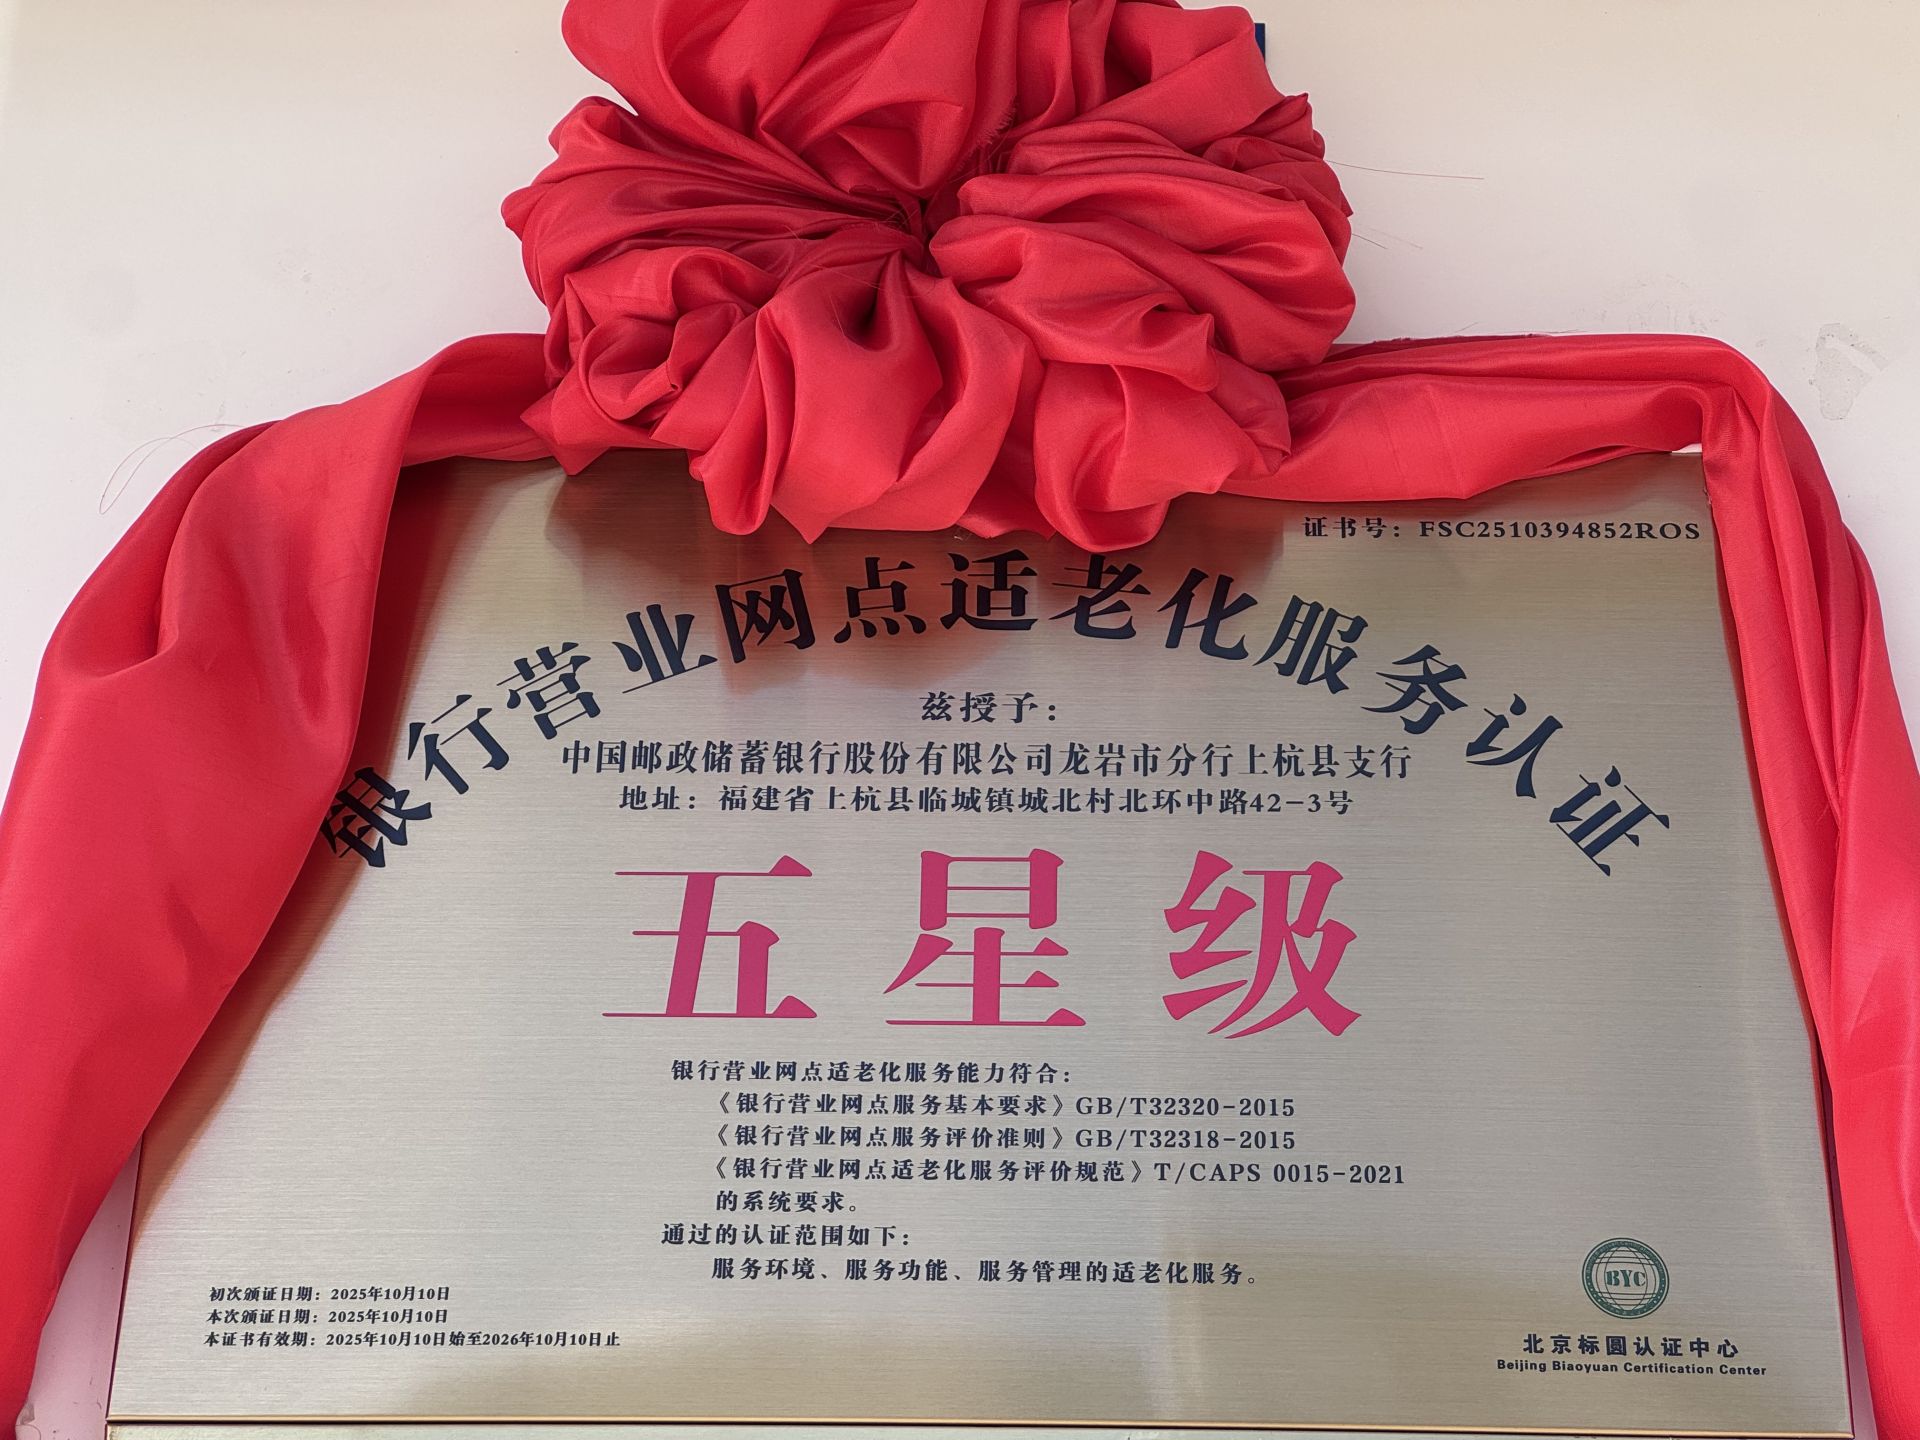 证书号：FSC2510394852ROS
银行营业网点适老化服务认证
兹授予：
中国邮政储蓄银行股份有限公司龙岩市分行上杭县支行
地址：福建省上杭县临城镇城北村北环中路42-3号
五星级
银行营业网点适老化服务能力符合：
《银行营业网点服务基本要求》GB/T32320-2015
《银行营业网点服务评价准则》GB/T32318-2015
《银行营业网点适老化服务评价规范》T/CAPS 0015-2021
的系统要求。
通过的认证范围如下：
服务环境、服务功能、服务管理的适老化服务。
初次颁证日期：2025年10月10日
本次颁证日期：2025年10月10日
本证书有效期：2025年10月10日始至2026年10月10日止
BYC
北京标圆认证中心
Beijing Biaoyuan Certification Center